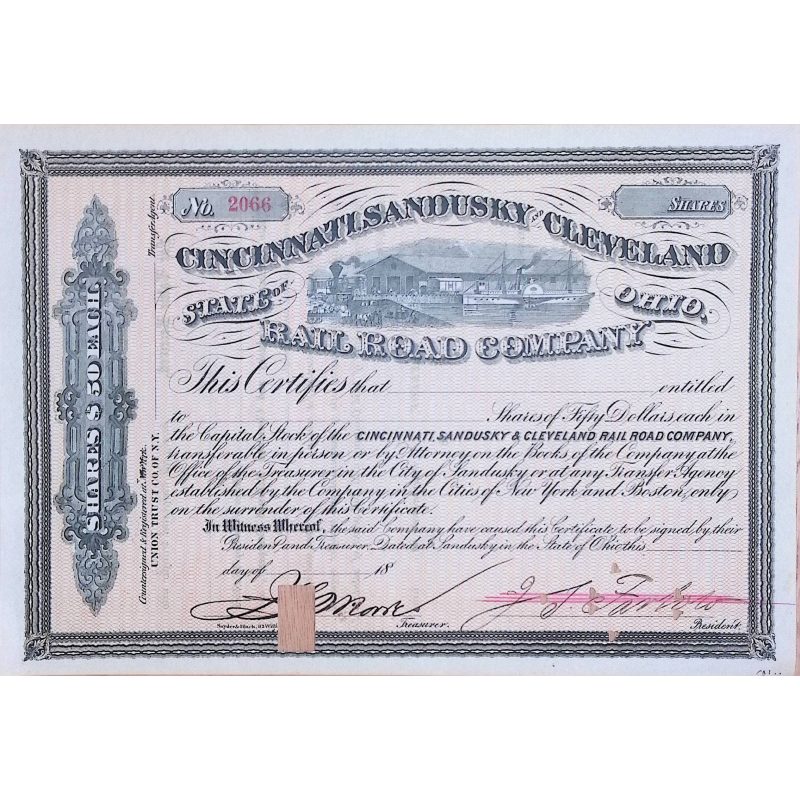 No. 2066
SHARES
CINCINNATI, SANDUSKY AND CLEVELAND
STATE OF OHIO.
RAIL ROAD COMPANY
This Certifies that entitled
to Shares of Fifty Dollars each in
the Capital Stock of the CINCINNATI, SANDUSKY & CLEVELAND RAIL ROAD COMPANY,
transferable in person or by Attorney, on the Books of the Company at the
Office of the Treasurer in the City of Sandusky or at any Transfer Agency
established by the Company in the Cities of New York and Boston, only
on the surrender of this Certificate.
In Witness Whereof, the said Company have caused this Certificate to be signed by their
President and Treasurer. Dated at Sandusky in the State of Ohio this
day of 18
Treasurer.
President.
SHARES $50 EACH.
Transfer Agent.
Countersigned & Registered at
UNION TRUST CO. OF N.Y.